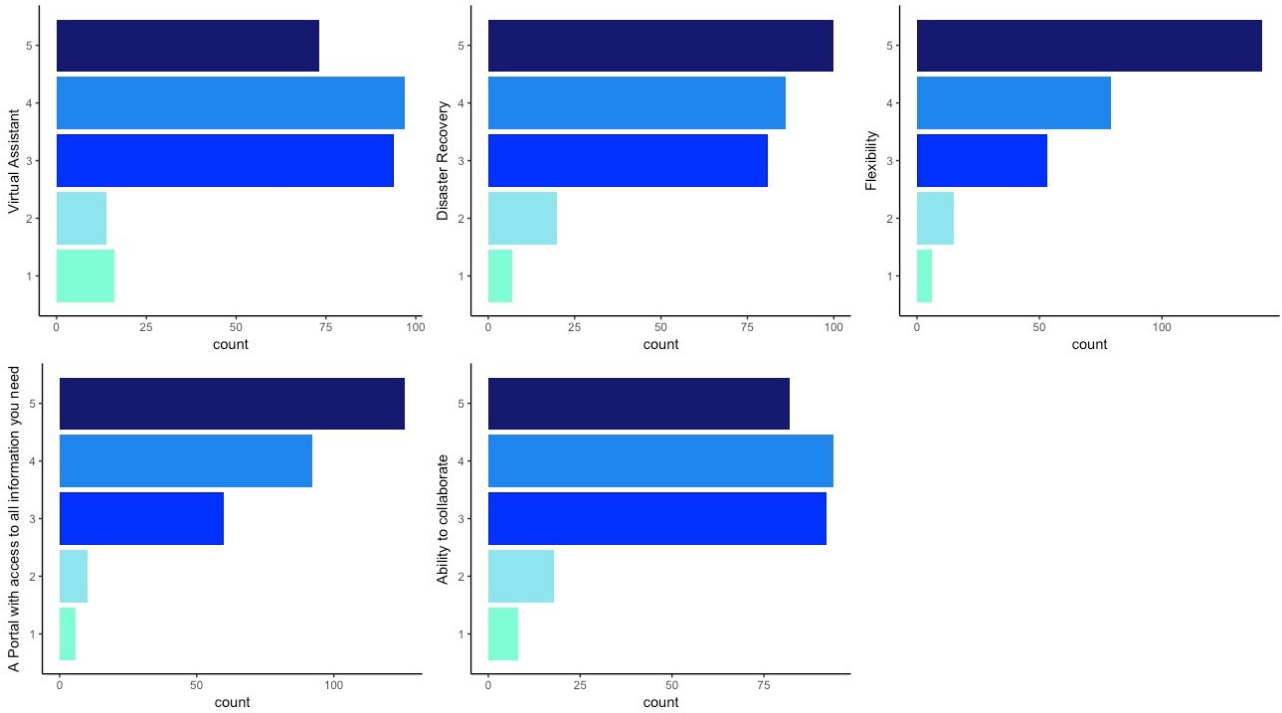 Virtual Assistant
5
4
3
2
1
0 25 50 75 100
count
Disaster Recovery
5
4
3
2
1
0 25 50 75 100
count
Flexibility
5
4
3
2
1
0 50 100
count
A Portal with access to all information you need
5
4
3
2
1
0 50 100
count
Ability to collaborate
5
4
3
2
1
0 25 50 75
count